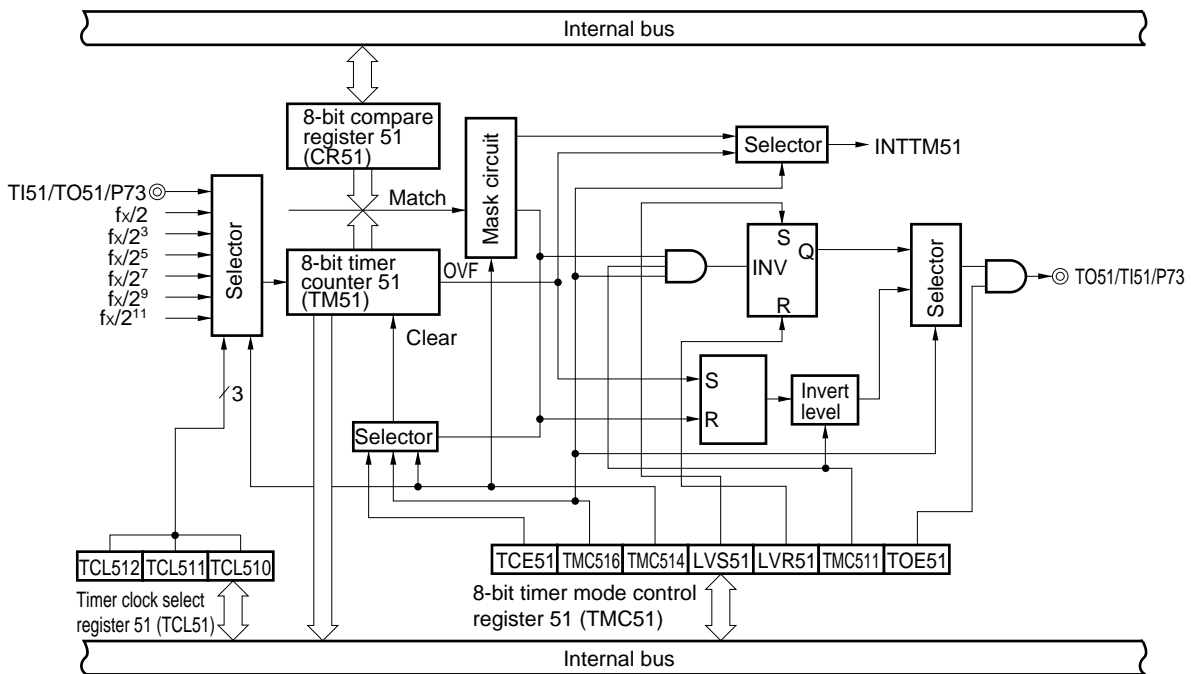 Internal bus
8-bit compare
register 51
(CR51)
Mask circuit
Selector
INTTM51
TI51/TO51/P73
Match
fx/2
fx/2³
fx/2⁵
fx/2⁷
fx/2⁹
fx/2¹¹
Selector
8-bit timer
counter 51
(TM51)
OVF
S
Q
INV
R
Selector
TO51/TI51/P73
Clear
S
R
Invert
level
3
Selector
TCL512 TCL511 TCL510
TCE51 TMC516 TMC514 LVS51 LVR51 TMC511 TOE51
Timer clock select
register 51 (TCL51)
8-bit timer mode control
register 51 (TMC51)
Internal bus